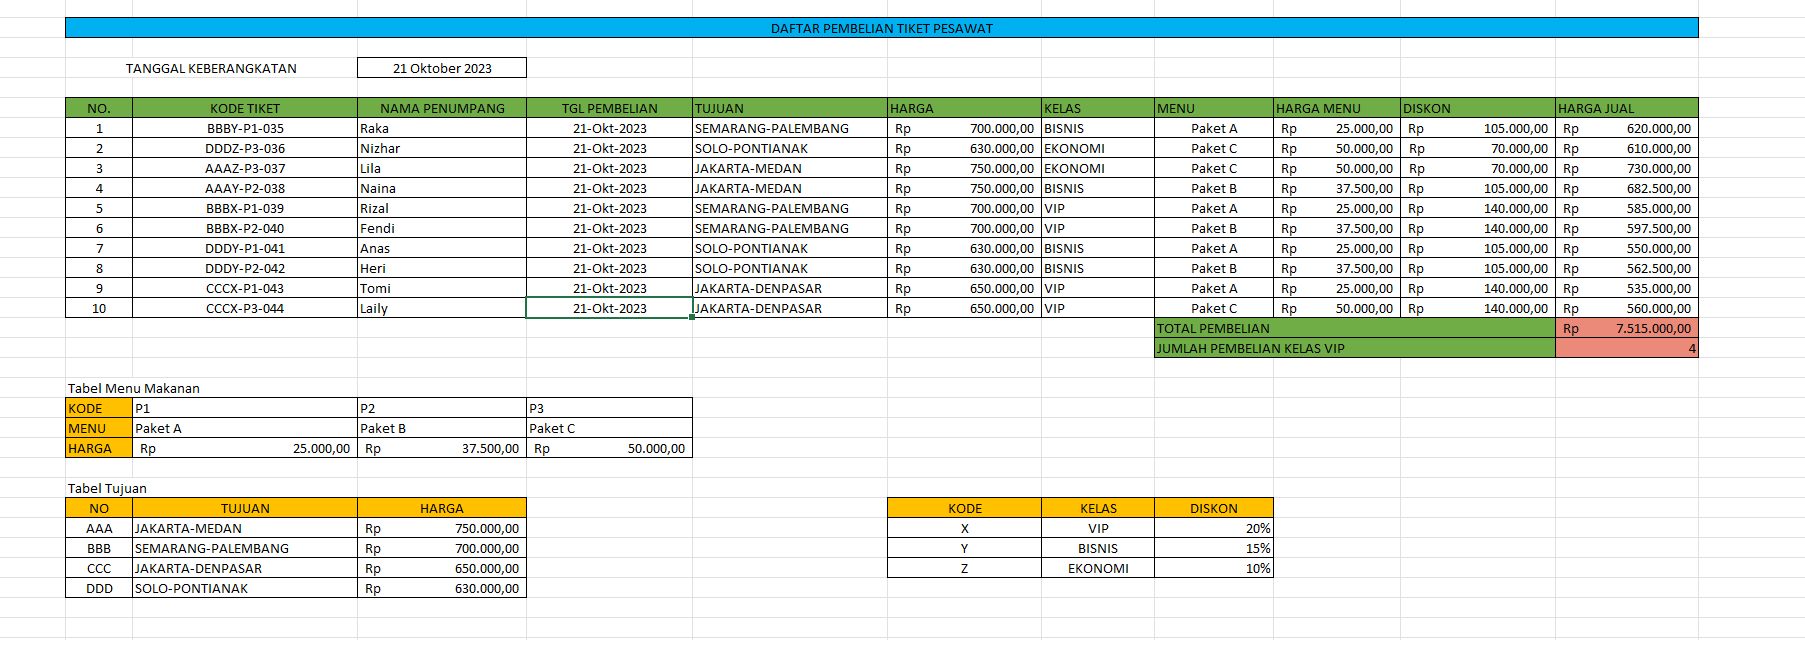 DAFTAR PEMBELIAN TIKET PESAWAT
TANGGAL KEBERANGKATAN 21 Oktober 2023
NO. KODE TIKET NAMA PENUMPANG TGL PEMBELIAN TUJUAN HARGA KELAS MENU HARGA MENU DISKON HARGA JUAL
1 BBBY-P1-035 Raka 21-Okt-2023 SEMARANG-PALEMBANG Rp 700.000,00 BISNIS Paket A Rp 25.000,00 Rp 105.000,00 Rp 620.000,00
2 DDDZ-P3-036 Nizhar 21-Okt-2023 SOLO-PONTIANAK Rp 630.000,00 EKONOMI Paket C Rp 50.000,00 Rp 70.000,00 Rp 610.000,00
3 AAAZ-P3-037 Lila 21-Okt-2023 JAKARTA-MEDAN Rp 750.000,00 EKONOMI Paket C Rp 50.000,00 Rp 70.000,00 Rp 730.000,00
4 AAAY-P2-038 Naina 21-Okt-2023 JAKARTA-MEDAN Rp 750.000,00 BISNIS Paket B Rp 37.500,00 Rp 105.000,00 Rp 682.500,00
5 BBBX-P1-039 Rizal 21-Okt-2023 SEMARANG-PALEMBANG Rp 700.000,00 VIP Paket A Rp 25.000,00 Rp 140.000,00 Rp 585.000,00
6 BBBX-P2-040 Fendi 21-Okt-2023 SEMARANG-PALEMBANG Rp 700.000,00 VIP Paket B Rp 37.500,00 Rp 140.000,00 Rp 597.500,00
7 DDDY-P1-041 Anas 21-Okt-2023 SOLO-PONTIANAK Rp 630.000,00 BISNIS Paket A Rp 25.000,00 Rp 105.000,00 Rp 550.000,00
8 DDDY-P2-042 Heri 21-Okt-2023 SOLO-PONTIANAK Rp 630.000,00 BISNIS Paket B Rp 37.500,00 Rp 105.000,00 Rp 562.500,00
9 CCCX-P1-043 Tomi 21-Okt-2023 JAKARTA-DENPASAR Rp 650.000,00 VIP Paket A Rp 25.000,00 Rp 140.000,00 Rp 535.000,00
10 CCCX-P3-044 Laily 21-Okt-2023 JAKARTA-DENPASAR Rp 650.000,00 VIP Paket C Rp 50.000,00 Rp 140.000,00 Rp 560.000,00
TOTAL PEMBELIAN Rp 7.515.000,00
JUMLAH PEMBELIAN KELAS VIP 4
Tabel Menu Makanan
KODE P1 P2 P3
MENU Paket A Paket B Paket C
HARGA Rp 25.000,00 Rp 37.500,00 Rp 50.000,00
Tabel Tujuan
NO TUJUAN HARGA
AAA JAKARTA-MEDAN Rp 750.000,00
BBB SEMARANG-PALEMBANG Rp 700.000,00
CCC JAKARTA-DENPASAR Rp 650.000,00
DDD SOLO-PONTIANAK Rp 630.000,00
KODE KELAS DISKON
X VIP 20%
Y BISNIS 15%
Z EKONOMI 10%